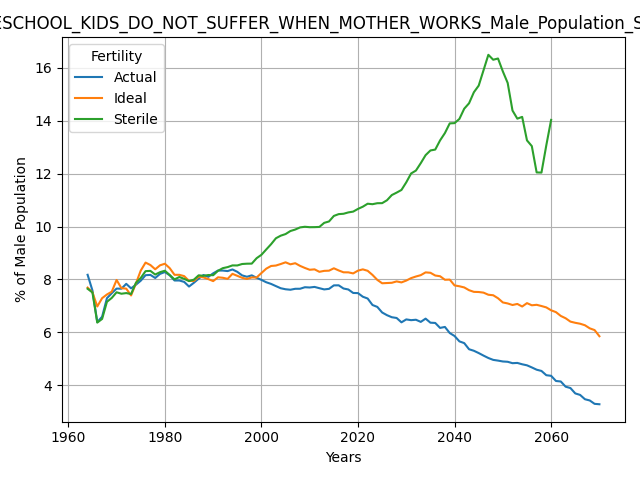 ESCHOOL_KIDS_DO_NOT_SUFFER_WHEN_MOTHER_WORKS_Male_Population_S
Fertility
Actual
Ideal
Sterile
% of Male Population
16
14
12
10
8
6
4
1960 1980 2000 2020 2040 2060
Years